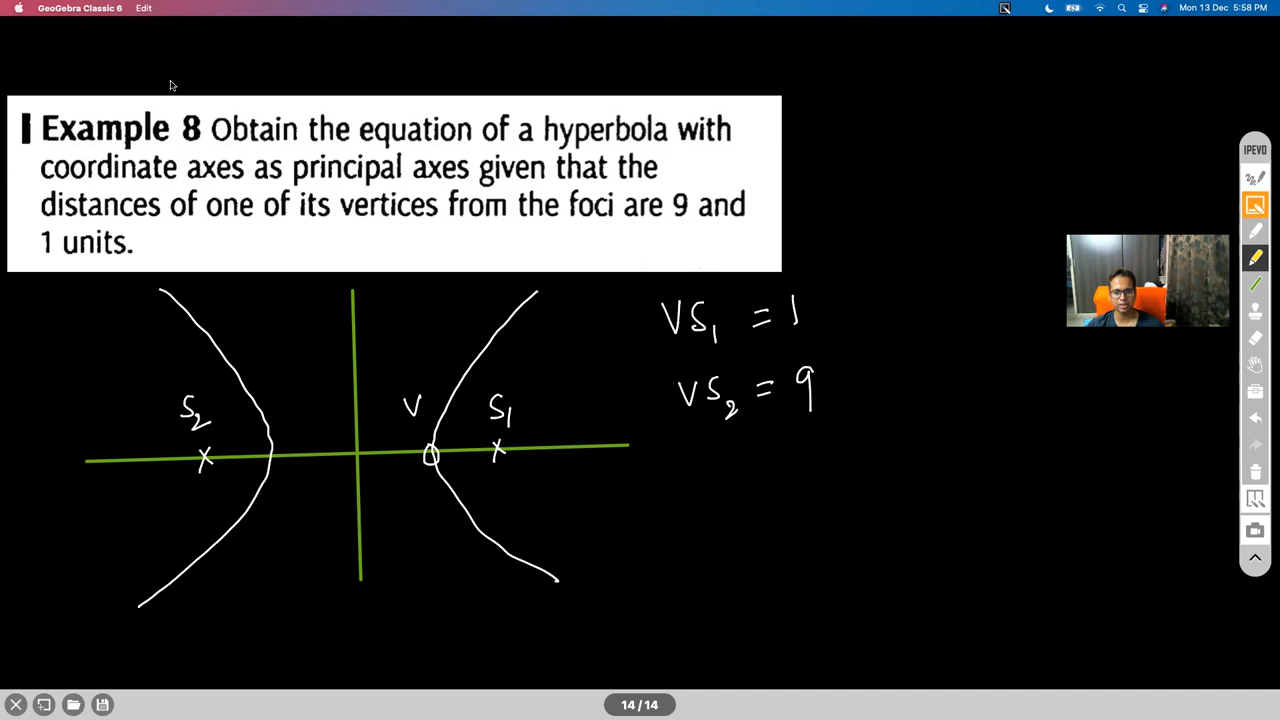 GeoGebra Classic 6 Edit Mon 13 Dec 5:58 PM
Example 8 Obtain the equation of a hyperbola with
coordinate axes as principal axes given that the
distances of one of its vertices from the foci are 9 and
1 units.
IPEVO
VS₁ = 1
VS₂ = 9
S₂ V S₁
14 / 14